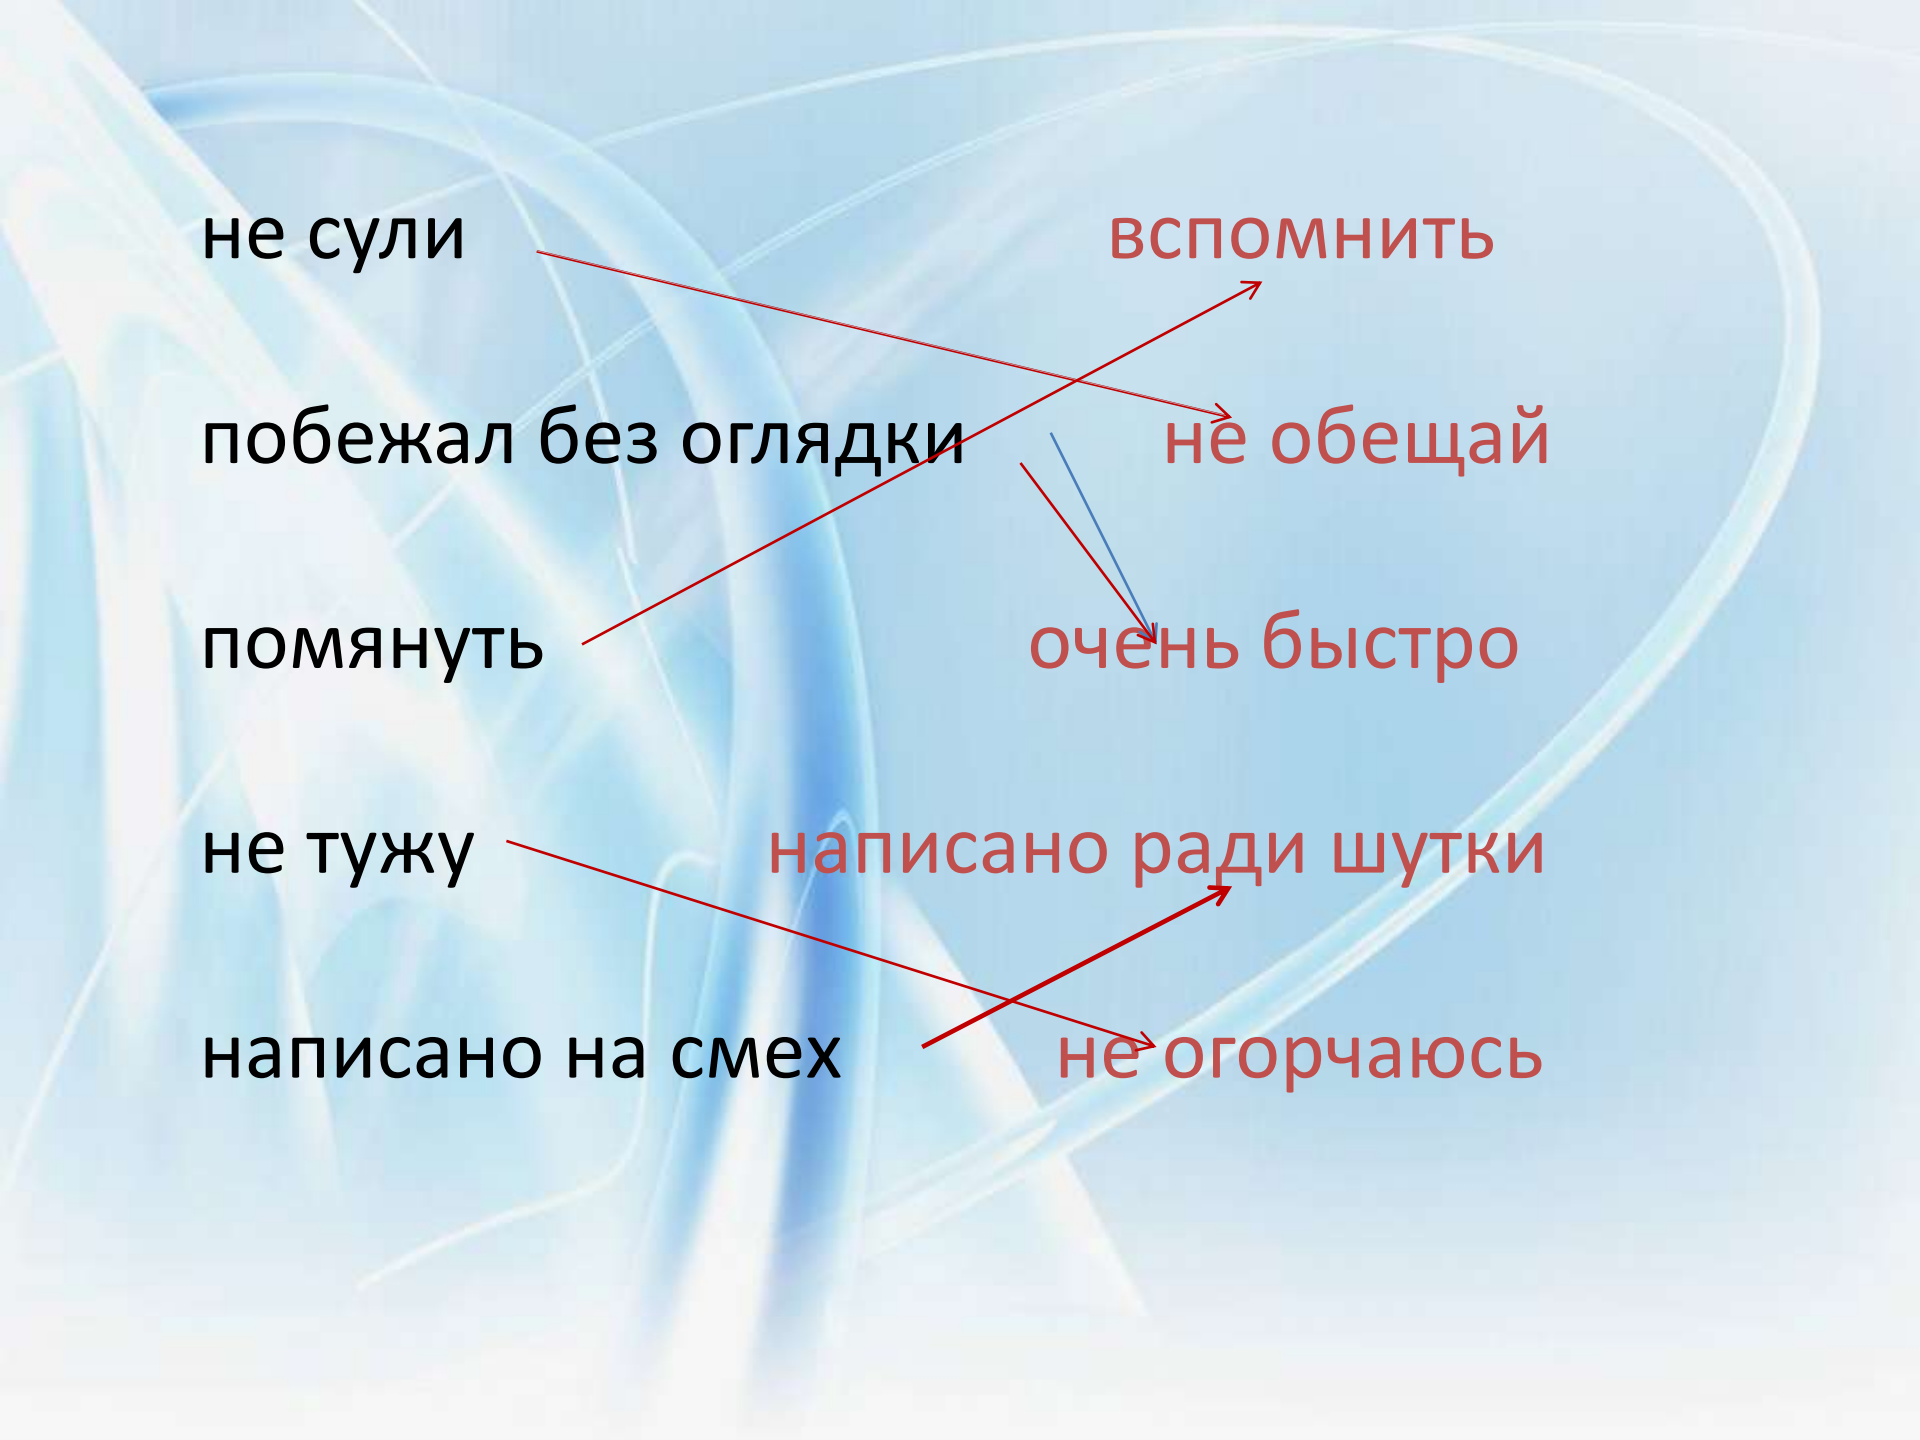 не сули вспомнить
побежал без оглядки не обещай
помянуть очень быстро
не тужу написано ради шутки
написано на смех не огорчаюсь